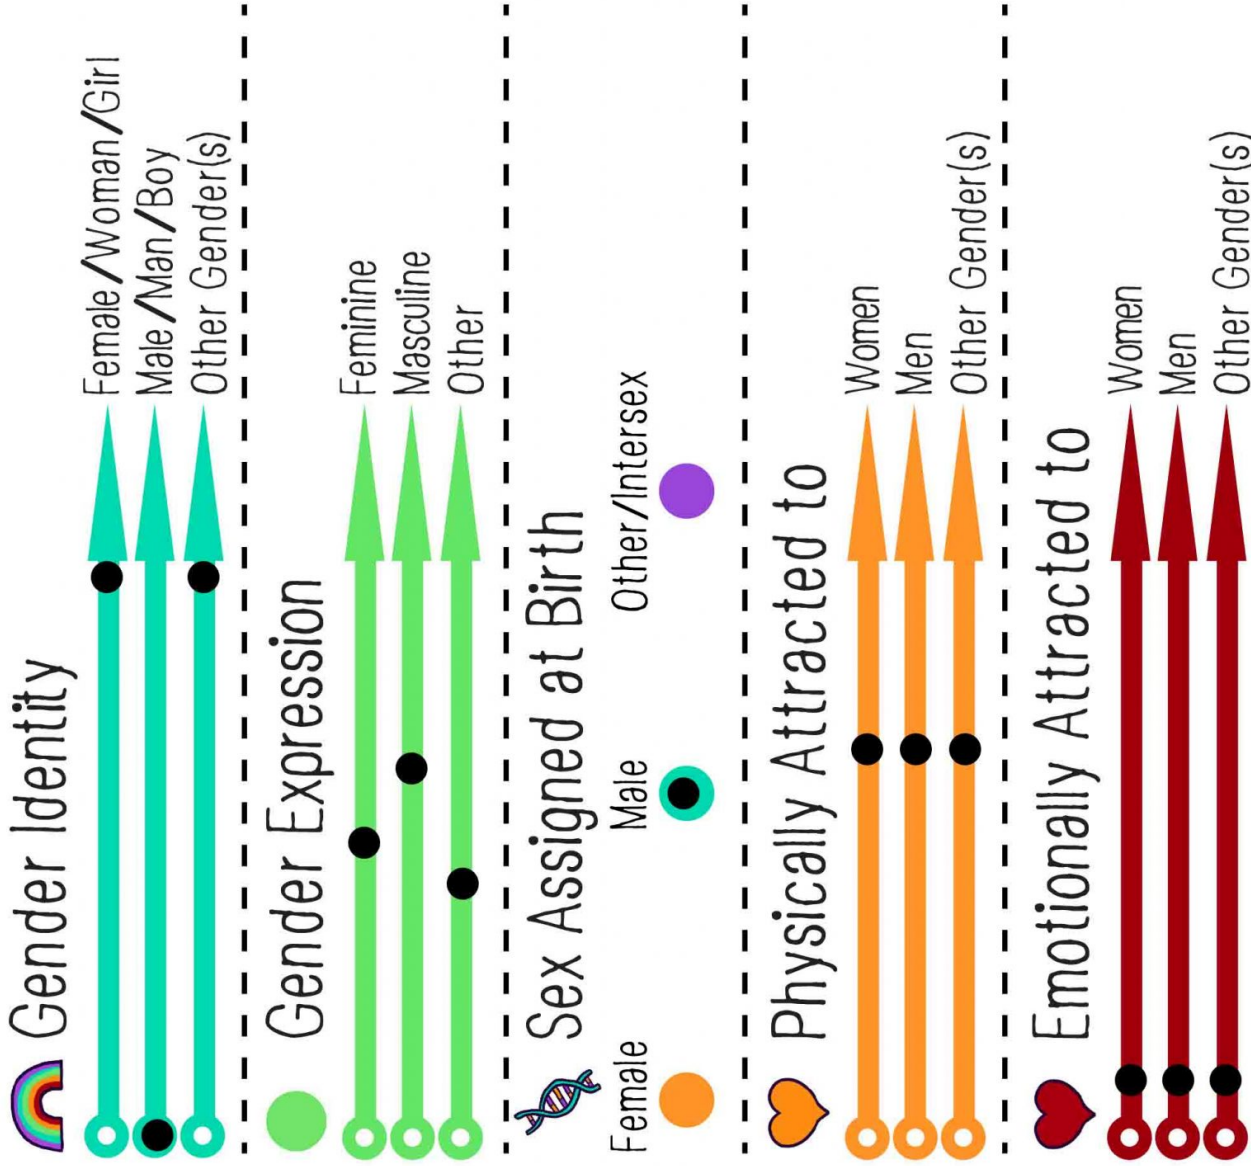 Gender Identity
Female/Woman/Girl
Male/Man/Boy
Other Gender(s)
Gender Expression
Feminine
Masculine
Other
Sex Assigned at Birth
Female
Male
Other/Intersex
Physically Attracted to
Women
Men
Other Gender(s)
Emotionally Attracted to
Women
Men
Other Gender(s)